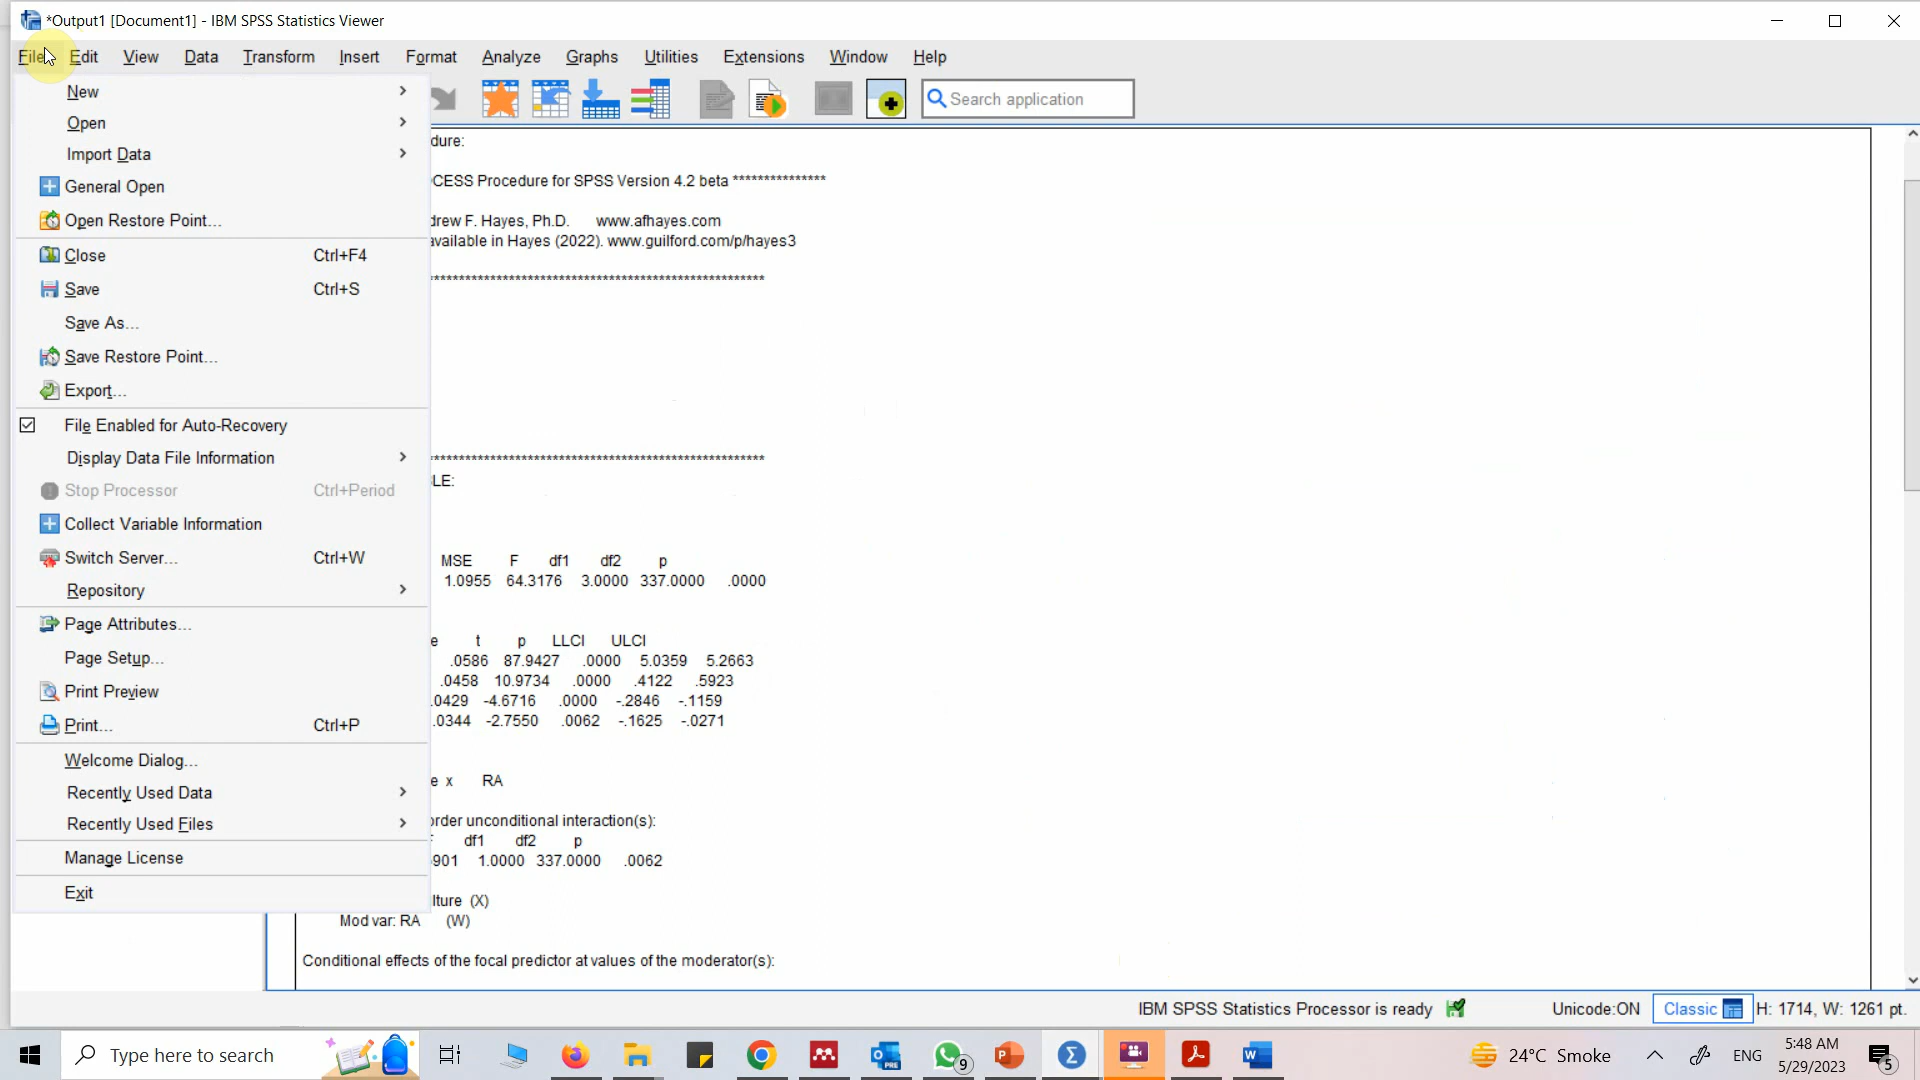 *Output1 [Document1] - IBM SPSS Statistics Viewer
File Edit View Data Transform Insert Format Analyze Graphs Utilities Extensions Window Help
Search application
New
Open
Import Data
General Open
Open Restore Point...
Close Ctrl+F4
Save Ctrl+S
Save As...
Save Restore Point...
Export...
File Enabled for Auto-Recovery
Display Data File Information
Stop Processor Ctrl+Period
Collect Variable Information
Switch Server... Ctrl+W
Repository
Page Attributes...
Page Setup...
Print Preview
Print... Ctrl+P
Welcome Dialog...
Recently Used Data
Recently Used Files
Manage License
Exit
dure:
CESS Procedure for SPSS Version 4.2 beta ***************
drew F. Hayes, Ph.D. www.afhayes.com
available in Hayes (2022). www.guilford.com/p/hayes3
LE:
MSE F df1 df2 p
1.0955 64.3176 3.0000 337.0000 .0000
e t p LLCI ULCI
.0586 87.9427 .0000 5.0359 5.2663
.0458 10.9734 .0000 .4122 .5923
.0429 -4.6716 .0000 -.2846 -.1159
.0344 -2.7550 .0062 -.1625 -.0271
e x RA
order unconditional interaction(s):
df1 df2 p
901 1.0000 337.0000 .0062
lture (X)
Mod var: RA (W)
Conditional effects of the focal predictor at values of the moderator(s):
IBM SPSS Statistics Processor is ready Unicode:ON Classic H: 1714, W: 1261 pt.
Type here to search 9 24°C Smoke ENG 5:48 AM
5/29/2023 5